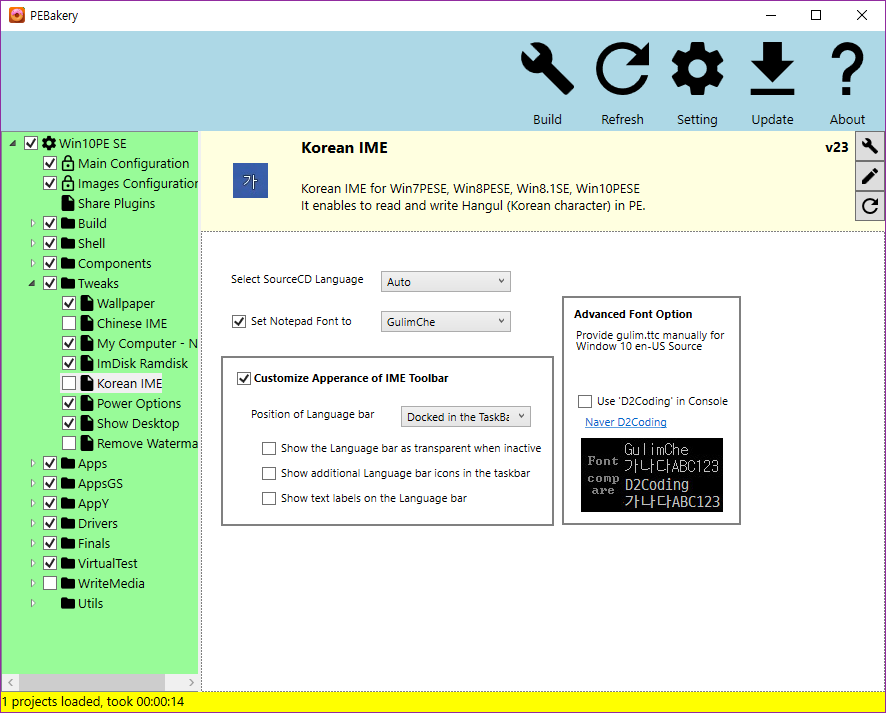 PEBakery
Build
Refresh
Setting
Update
About
Win10PE SE
Main Configuration
Images Configuration
Share Plugins
Build
Shell
Components
Tweaks
Wallpaper
Chinese IME
My Computer - N
ImDisk Ramdisk
Korean IME
Power Options
Show Desktop
Remove Waterma
Apps
AppsGS
AppY
Drivers
Finals
VirtualTest
WriteMedia
Utils
가
Korean IME
v23
Korean IME for Win7PESE, Win8PESE, Win8.1SE, Win10PESE
It enables to read and write Hangul (Korean character) in PE.
Select SourceCD Language
Auto
Set Notepad Font to
GulimChe
Customize Apperance of IME Toolbar
Position of Language bar
Docked in the TaskBa
Show the Language bar as transparent when inactive
Show additional Language bar icons in the taskbar
Show text labels on the Language bar
Advanced Font Option
Provide gulim.ttc manually for
Window 10 en-US Source
Use 'D2Coding' in Console
Naver D2Coding
Font
comp
are
GulimChe
가나다ABC123
D2Coding
가나다ABC123
1 projects loaded, took 00:00:14